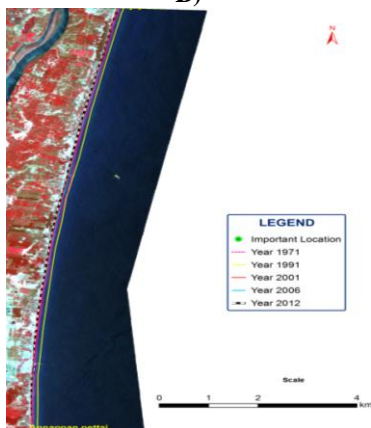 B)
N
LEGEND
Important Location
Year 1971
Year 1991
Year 2001
Year 2006
Year 2012
Scale
0 1 2 4
km